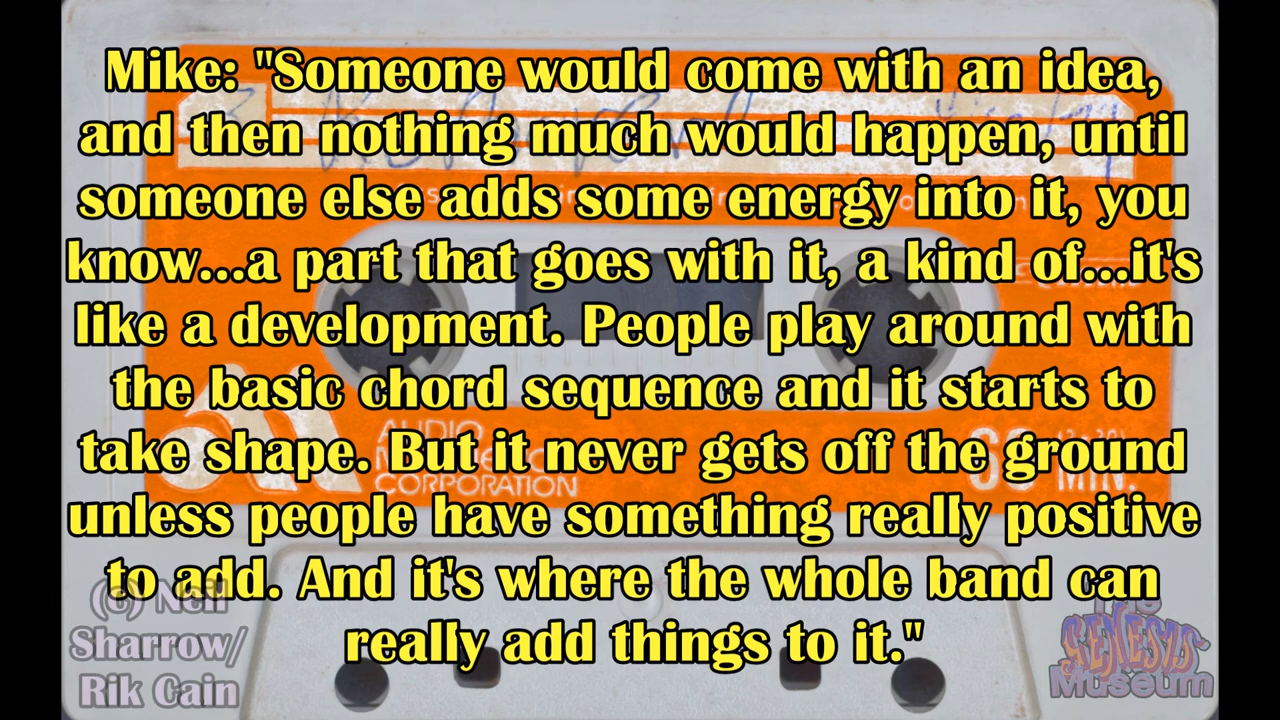 Mike: "Someone would come with an idea,
and then nothing much would happen, until
someone else adds some energy into it, you
know...a part that goes with it, a kind of...it's
like a development. People play around with
the basic chord sequence and it starts to
take shape. But it never gets off the ground
unless people have something really positive
to add. And it's where the whole band can
really add things to it."
AUDIO
CORPORATION
60 MIN.
(c) Neil
Sharrow/
Rik Cain
The
GENESIS
Museum